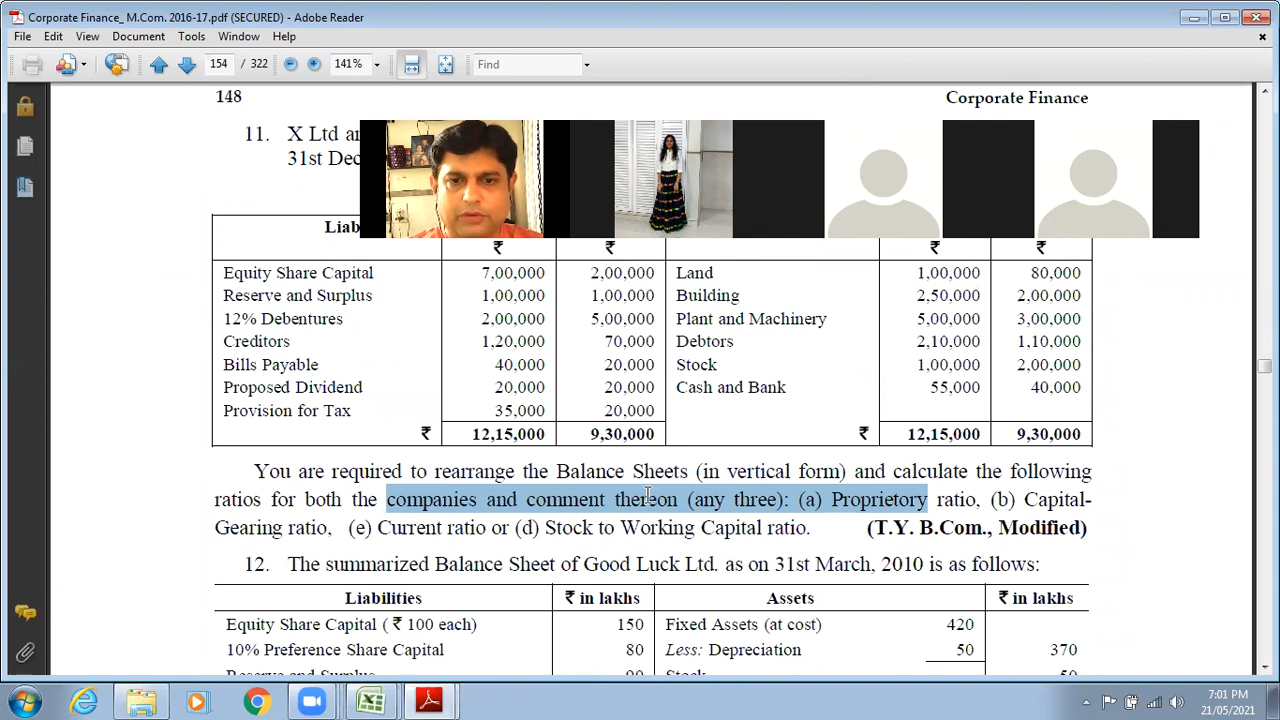 Corporate Finance_ M.Com. 2016-17.pdf (SECURED) - Adobe Reader
File Edit View Document Tools Window Help
154 / 322 141% Find
148 Corporate Finance
11. X Ltd
31st Dec
₹ ₹ ₹ ₹
Equity Share Capital 7,00,000 2,00,000 Land 1,00,000 80,000
Reserve and Surplus 1,00,000 1,00,000 Building 2,50,000 2,00,000
12% Debentures 2,00,000 5,00,000 Plant and Machinery 5,00,000 3,00,000
Creditors 1,20,000 70,000 Debtors 2,10,000 1,10,000
Bills Payable 40,000 20,000 Stock 1,00,000 2,00,000
Proposed Dividend 20,000 20,000 Cash and Bank 55,000 40,000
Provision for Tax 35,000 20,000
₹ 12,15,000 9,30,000 ₹ 12,15,000 9,30,000
You are required to rearrange the Balance Sheets (in vertical form) and calculate the following
ratios for both the companies and comment thereon (any three): (a) Proprietory ratio, (b) Capital-
Gearing ratio, (e) Current ratio or (d) Stock to Working Capital ratio. (T.Y. B.Com., Modified)
12. The summarized Balance Sheet of Good Luck Ltd. as on 31st March, 2010 is as follows:
Liabilities ₹ in lakhs Assets ₹ in lakhs
Equity Share Capital ( ₹ 100 each) 150 Fixed Assets (at cost) 420
10% Preference Share Capital 80 Less: Depreciation 50 370
7:01 PM
21/05/2021